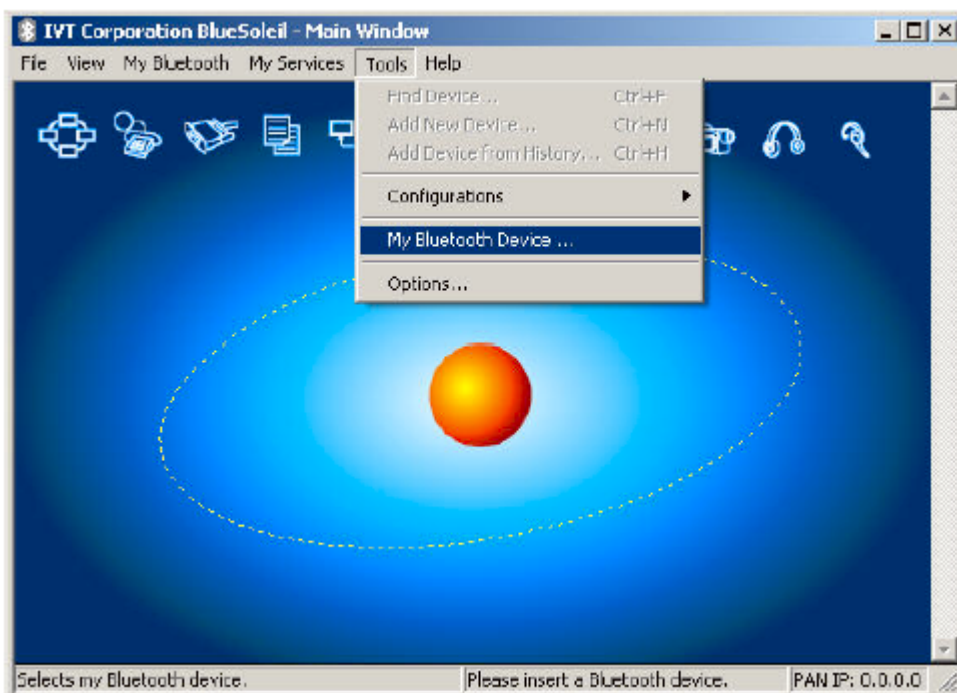 IVT Corporation BlueSoleil - Main Window
File View My Bluetooth My Services Tools Help
Find Device... Ctrl+F
Add New Device... Ctrl+N
Add Device from History... Ctrl+H
Configurations
My Bluetooth Device ...
Options...
Selects my Bluetooth device. Please insert a Bluetooth device. PAN IP: 0.0.0.0